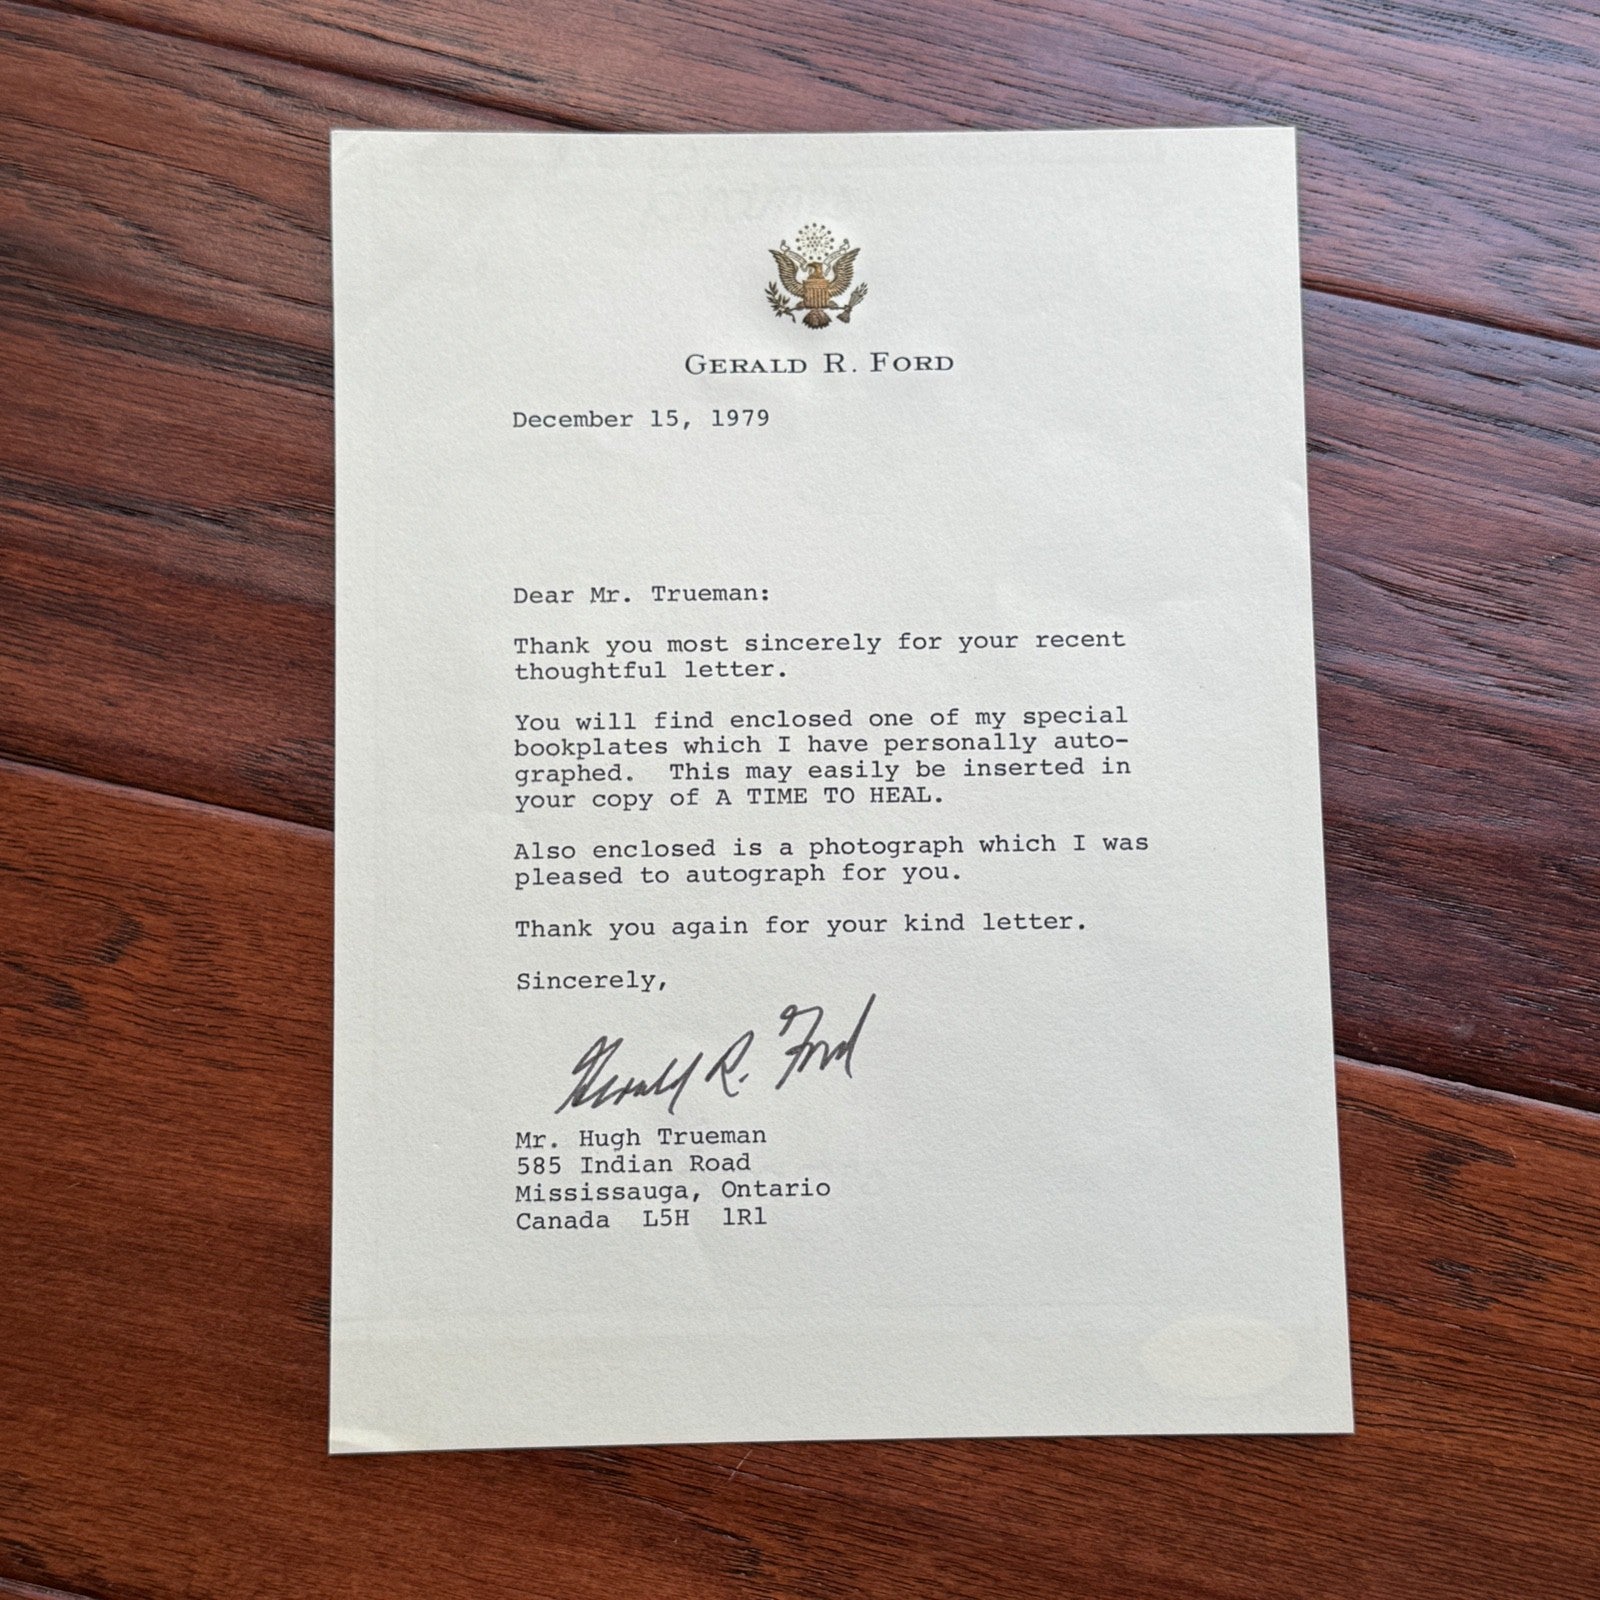 GERALD R. FORD
December 15, 1979
Dear Mr. Trueman:
Thank you most sincerely for your recent
thoughtful letter.
You will find enclosed one of my special
bookplates which I have personally auto-
graphed.  This may easily be inserted in
your copy of A TIME TO HEAL.
Also enclosed is a photograph which I was
pleased to autograph for you.
Thank you again for your kind letter.
Sincerely,
Gerald R. Ford
Mr. Hugh Trueman
585 Indian Road
Mississauga, Ontario
Canada  L5H  1R1